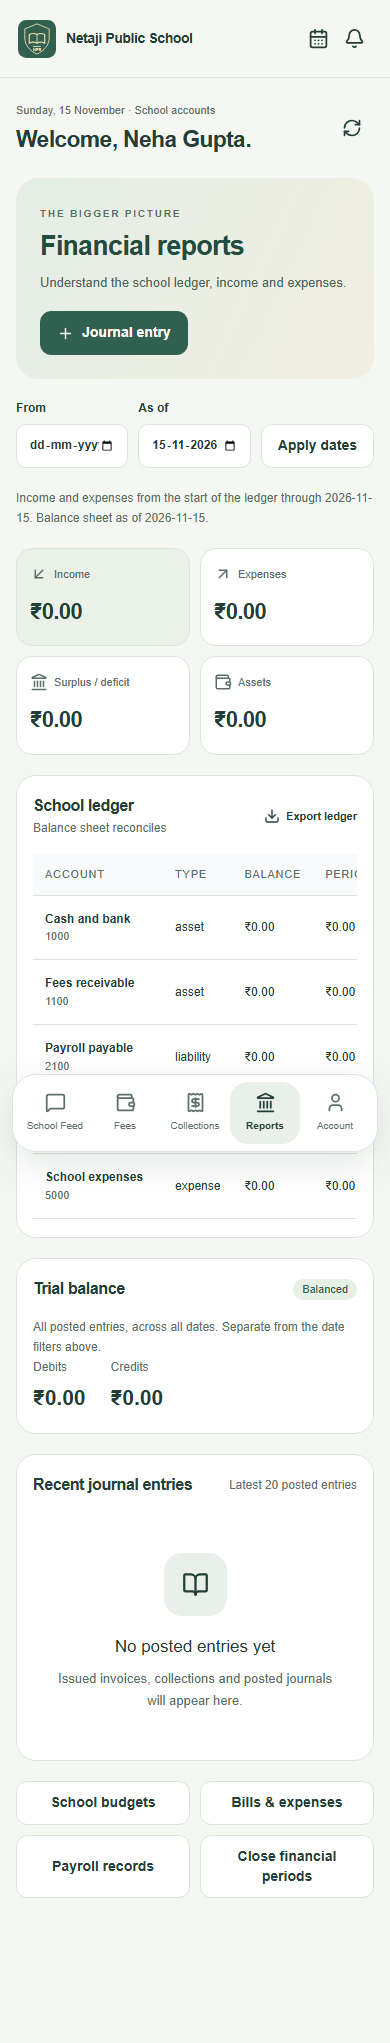 Netaji Public School
Sunday, 15 November · School accounts
Welcome, Neha Gupta.
THE BIGGER PICTURE
Financial reports
Understand the school ledger, income and expenses.
+ Journal entry
From
As of
dd-mm-yyy
15-11-2026
Apply dates
Income and expenses from the start of the ledger through 2026-11-
15. Balance sheet as of 2026-11-15.
Income
Expenses
₹0.00
₹0.00
Surplus / deficit
Assets
₹0.00
₹0.00
School ledger
Balance sheet reconciles
Export ledger
ACCOUNT TYPE BALANCE PERIO
Cash and bank
1000
asset ₹0.00 ₹0.00
Fees receivable
1100
asset ₹0.00 ₹0.00
Payroll payable
2100
liability ₹0.00 ₹0.00
School Feed
Fees
Collections
Reports
Account
School expenses
5000
expense ₹0.00 ₹0.00
Trial balance
Balanced
All posted entries, across all dates. Separate from the date
filters above.
Debits Credits
₹0.00 ₹0.00
Recent journal entries
Latest 20 posted entries
No posted entries yet
Issued invoices, collections and posted journals
will appear here.
School budgets
Bills & expenses
Payroll records
Close financial
periods